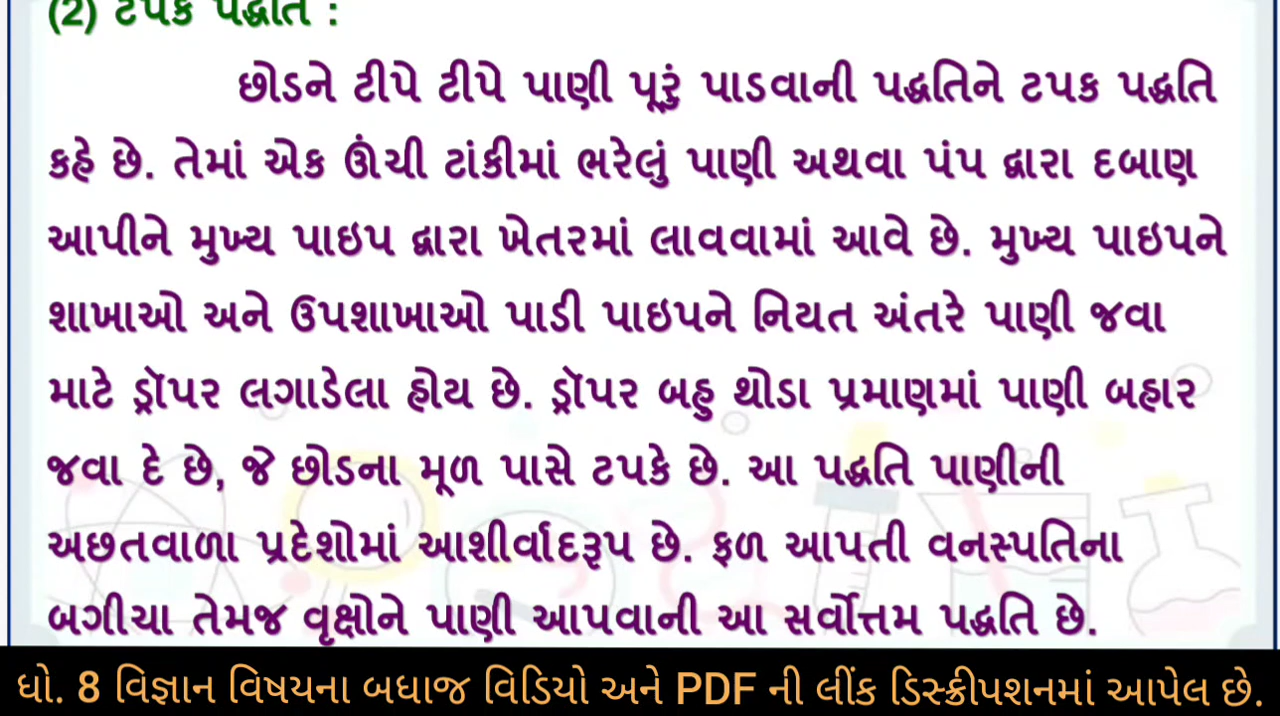 (2) ટપક પદ્ધતિ :
છોડને ટીપે ટીપે પાણી પૂરું પાડવાની પદ્ધતિને ટપક પદ્ધતિ
કહે છે. તેમાં એક ઊંચી ટાંકીમાં ભરેલું પાણી અથવા પંપ દ્વારા દબાણ
આપીને મુખ્ય પાઇપ દ્વારા ખેતરમાં લાવવામાં આવે છે. મુખ્ય પાઇપને
શાખાઓ અને ઉપશાખાઓ પાડી પાઇપને નિયત અંતરે પાણી જવા
માટે ડ્રૉપર લગાડેલા હોય છે. ડ્રૉપર બહુ થોડા પ્રમાણમાં પાણી બહાર
જવા દે છે, જે છોડના મૂળ પાસે ટપકે છે. આ પદ્ધતિ પાણીની
અછતવાળા પ્રદેશોમાં આશીર્વાદરૂપ છે. ફળ આપતી વનસ્પતિના
બગીચા તેમજ વૃક્ષોને પાણી આપવાની આ સર્વોત્તમ પદ્ધતિ છે.
ધો. 8 વિજ્ઞાન વિષયના બધાજ વિડિયો અને PDF ની લીંક ડિસ્ક્રીપશનમાં આપેલ છે.